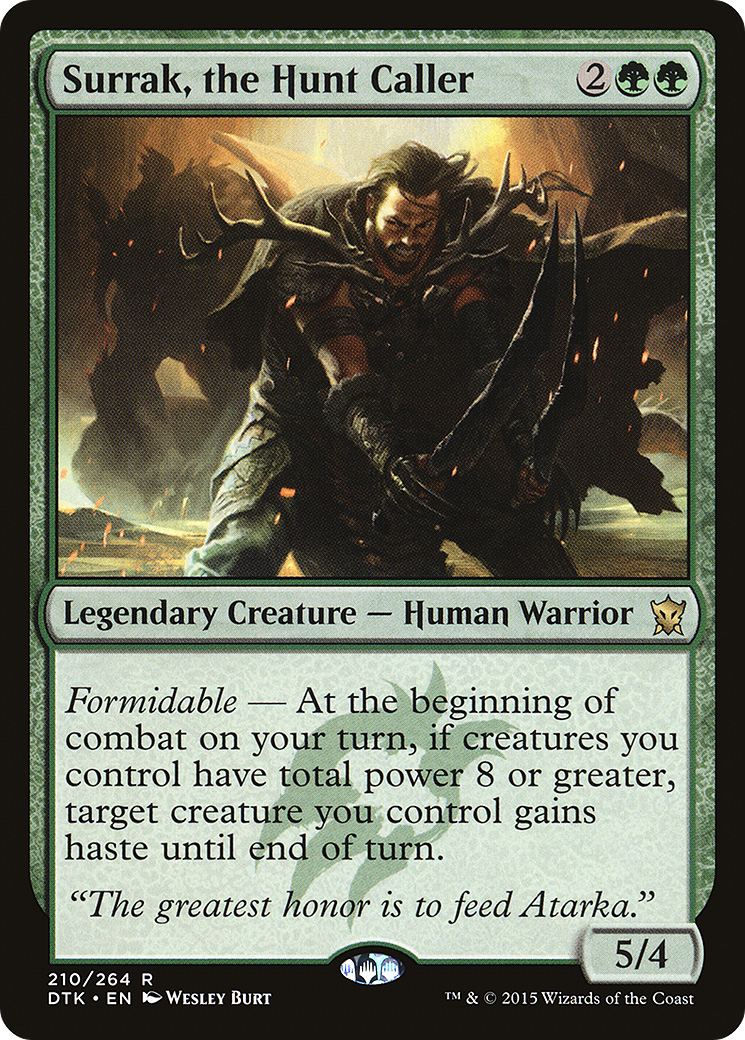 Surrak, the Hunt Caller 2
Legendary Creature — Human Warrior
Formidable — At the beginning of
combat on your turn, if creatures you
control have total power 8 or greater,
target creature you control gains
haste until end of turn.
“The greatest honor is to feed Atarka.”
5/4
210/264 R
DTK • EN Wesley Burt
™ & © 2015 Wizards of the Coast